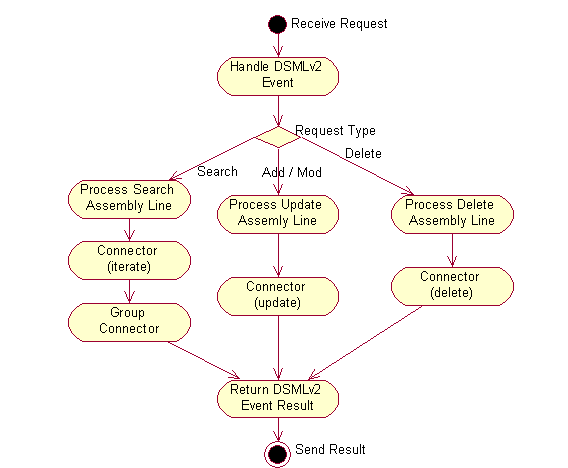 Receive Request
Handle DSMLv2
Event
Request Type
Search
Add / Mod
Delete
Process Search
Assembly Line
Process Update
Assemly Line
Process Delete
Assembly Line
Connector
(iterate)
Connector
(update)
Connector
(delete)
Group
Connector
Return DSMLv2
Event Result
Send Result